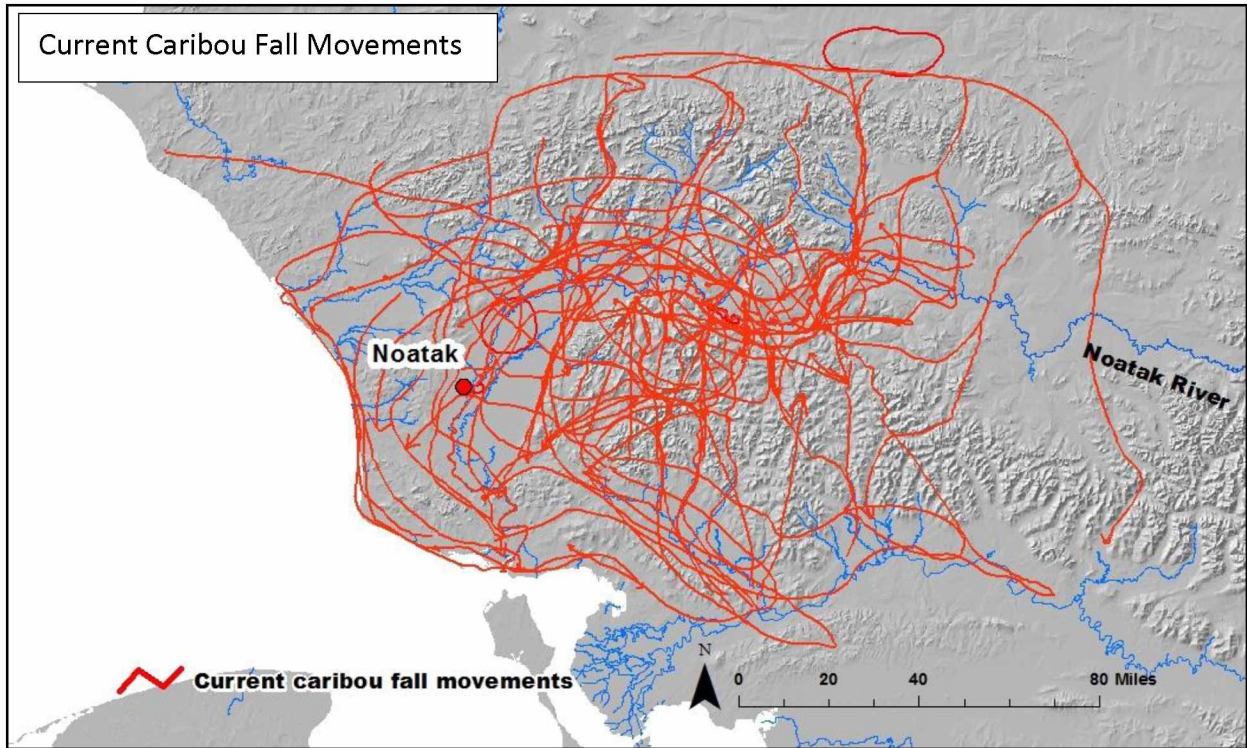 Current Caribou Fall Movements
Noatak
Noatak River
Current caribou fall movements
N
0 20 40 80 Miles